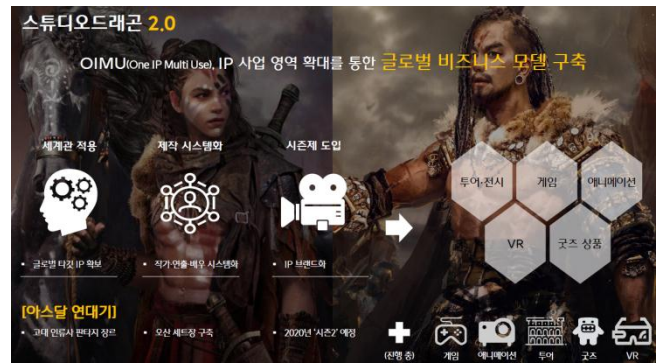 스튜디오드래곤 2.0
OIMU(One IP Multi Use), IP 사업 영역 확대를 통한 글로벌 비즈니스 모델 구축
세계관 적용
제작 시스템화
시즌제 도입
• 글로벌 타깃 IP 확보
• 작가·연출·배우 시스템화
• IP 브랜드화
투어·전시
게임
애니메이션
VR
굿즈 상품
[아스달 연대기]
• 고대 인류사 판타지 장르
• 오산 세트장 구축
• 2020년 '시즌2' 예정
(진행 중)
게임
애니메이션
투어
굿즈
VR